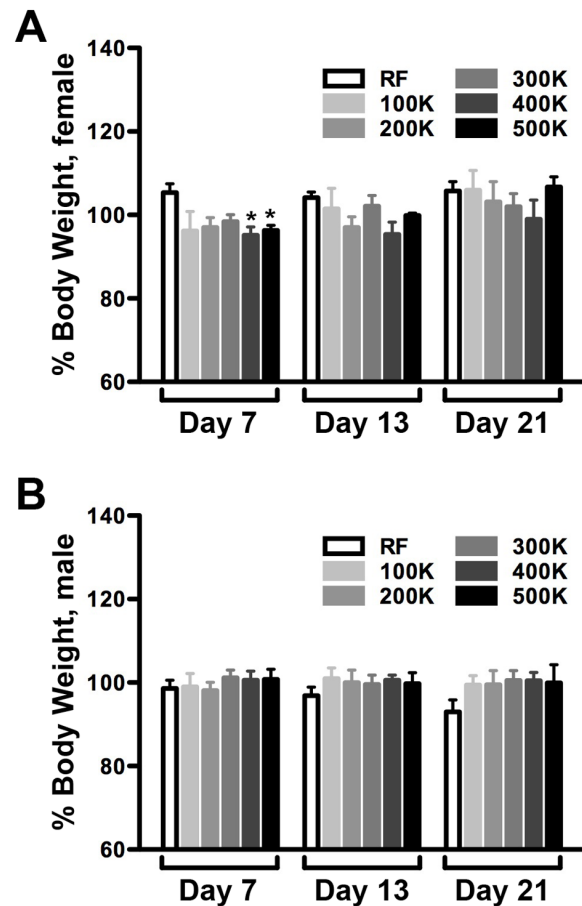 A
% Body Weight, female
140
120
100
80
60
RF
100K
200K
300K
400K
500K
* *
Day 7
Day 13
Day 21
B
% Body Weight, male
140
120
100
80
60
RF
100K
200K
300K
400K
500K
Day 7
Day 13
Day 21